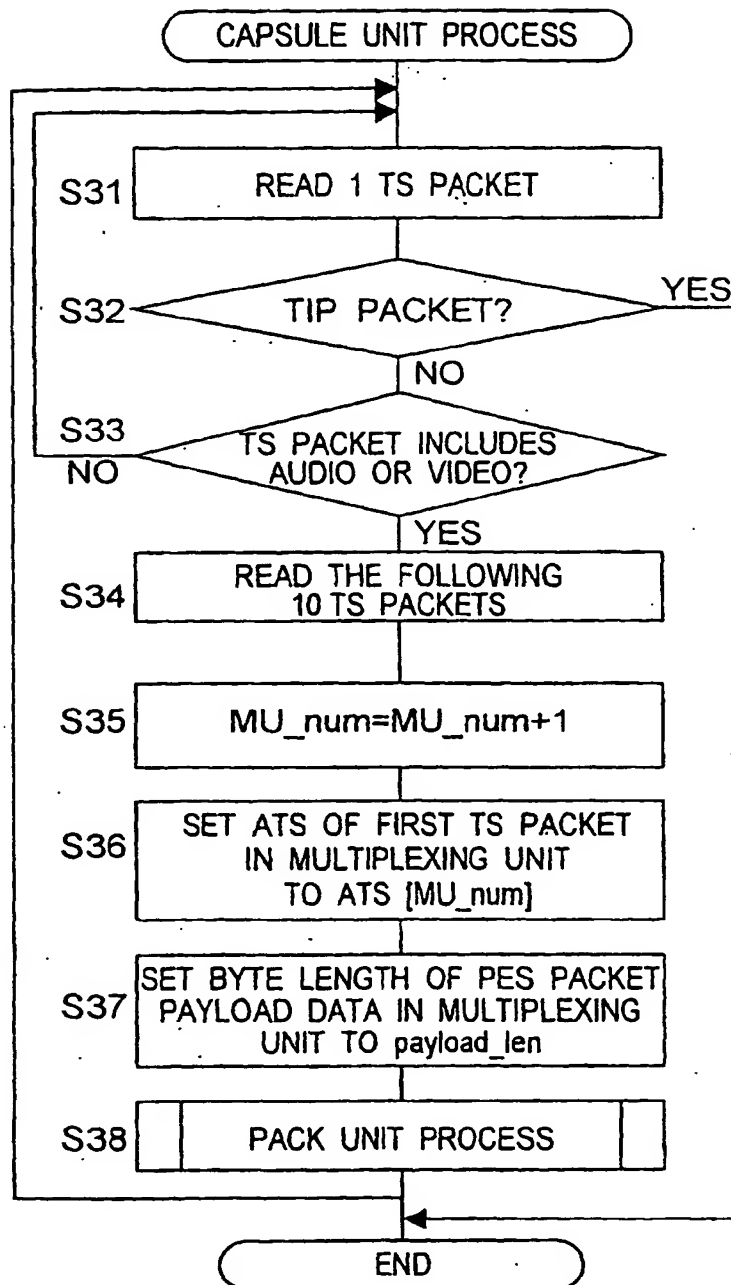 CAPSULE UNIT PROCESS
S31
READ 1 TS PACKET
S32
TIP PACKET?
YES
NO
S33
NO
TS PACKET INCLUDES
AUDIO OR VIDEO?
YES
S34
READ THE FOLLOWING
10 TS PACKETS
S35
MU_num=MU_num+1
S36
SET ATS OF FIRST TS PACKET
IN MULTIPLEXING UNIT
TO ATS [MU_num]
S37
SET BYTE LENGTH OF PES PACKET
PAYLOAD DATA IN MULTIPLEXING
UNIT TO payload_len
S38
PACK UNIT PROCESS
END